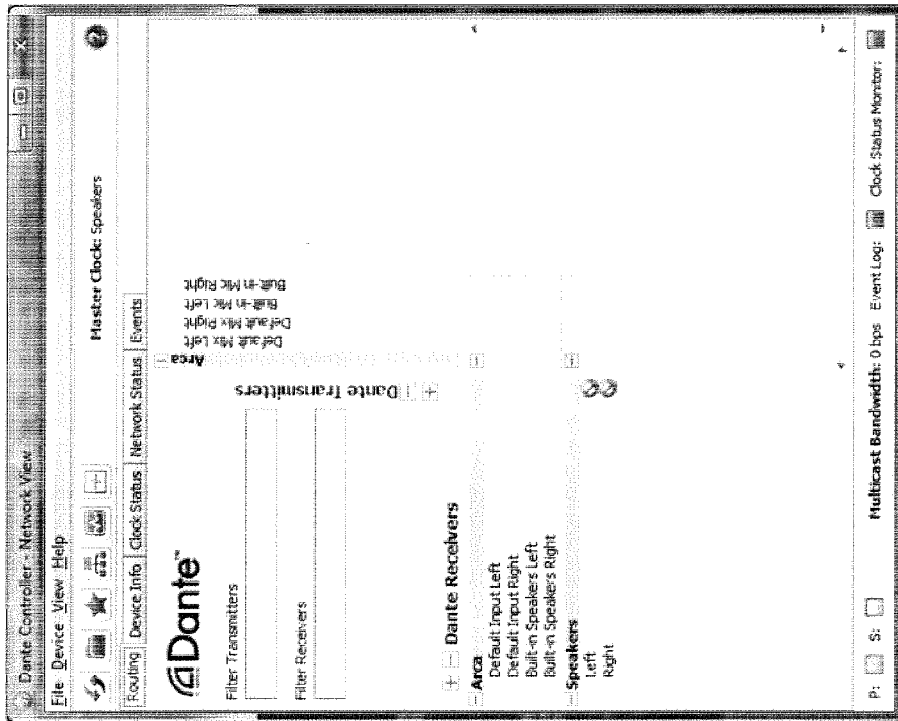 Dante Controller - Network View
File Device View Help
Master Clock: Speakers
?
Routing Device Info Clock Status Network Status Events
Dante™
Filter Transmitters
Filter Receivers
Dante Transmitters
Arca
Default Mix Left
Default Mix Right
Built-in Mic Left
Built-in Mic Right
+ - Dante Receivers
Arca
Default Input Left
Default Input Right
Built-in Speakers Left
Built-in Speakers Right
Speakers
Left
Right
P: S: Multicast Bandwidth: 0 bps Event Log: Clock Status Monitor: